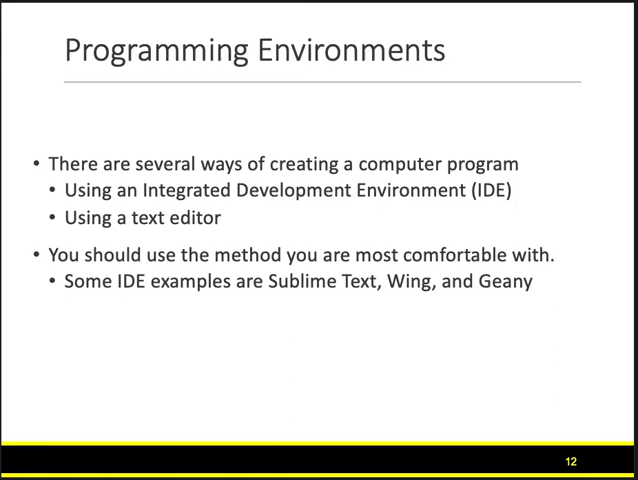 Programming Environments
• There are several ways of creating a computer program
• Using an Integrated Development Environment (IDE)
• Using a text editor
• You should use the method you are most comfortable with.
• Some IDE examples are Sublime Text, Wing, and Geany
12